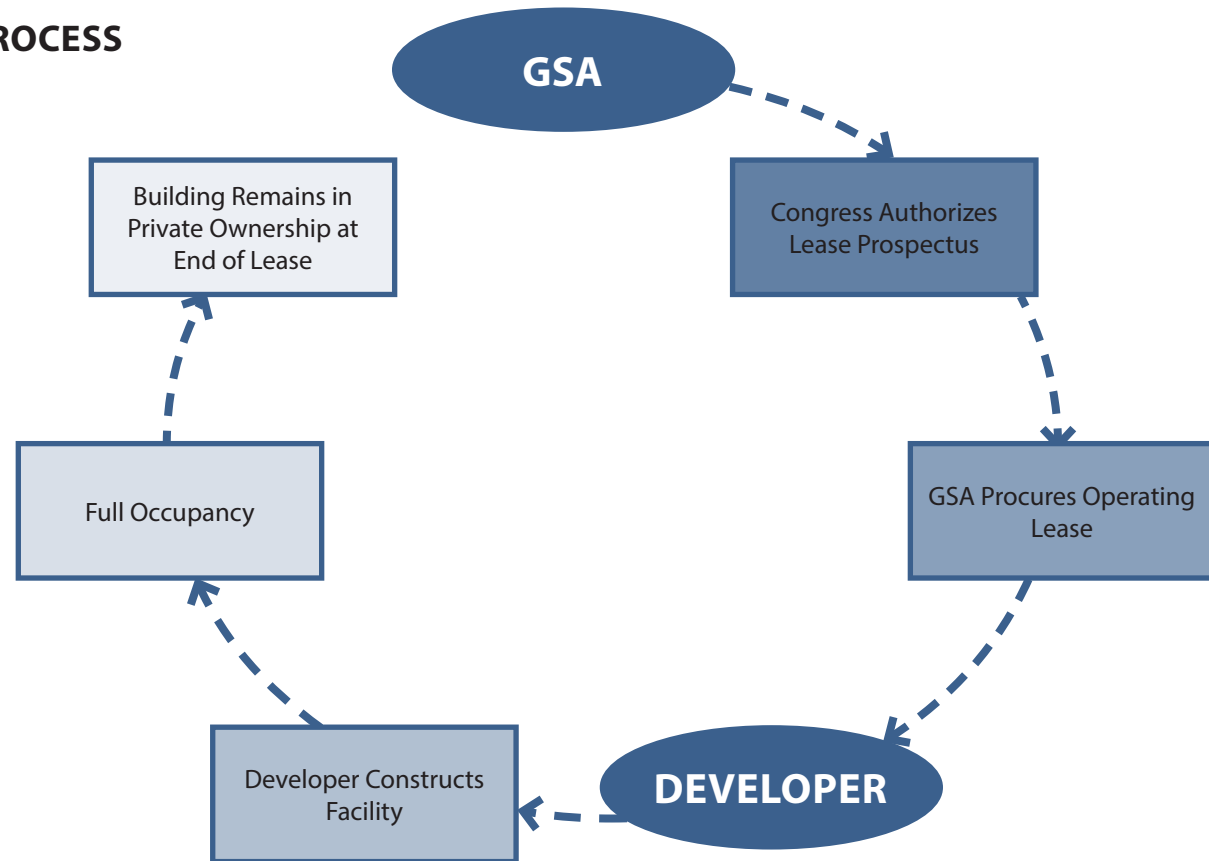 ROCESS
GSA
Congress Authorizes
Lease Prospectus
GSA Procures Operating
Lease
DEVELOPER
Developer Constructs
Facility
Full Occupancy
Building Remains in
Private Ownership at
End of Lease